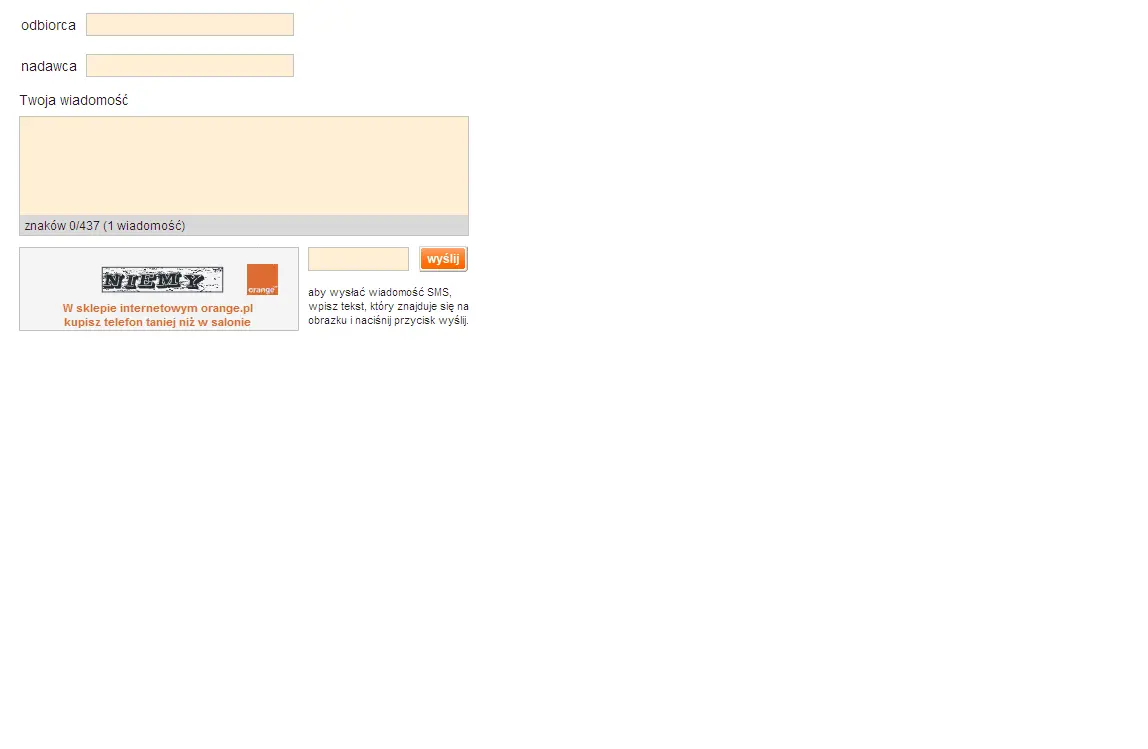 odbiorca
nadawca
Twoja wiadomość
znaków 0/437 (1 wiadomość)
NIEMY
orange™
W sklepie internetowym orange.pl
kupisz telefon taniej niż w salonie
wyślij
aby wysłać wiadomość SMS,
wpisz tekst, który znajduje się na
obrazku i naciśnij przycisk wyślij.